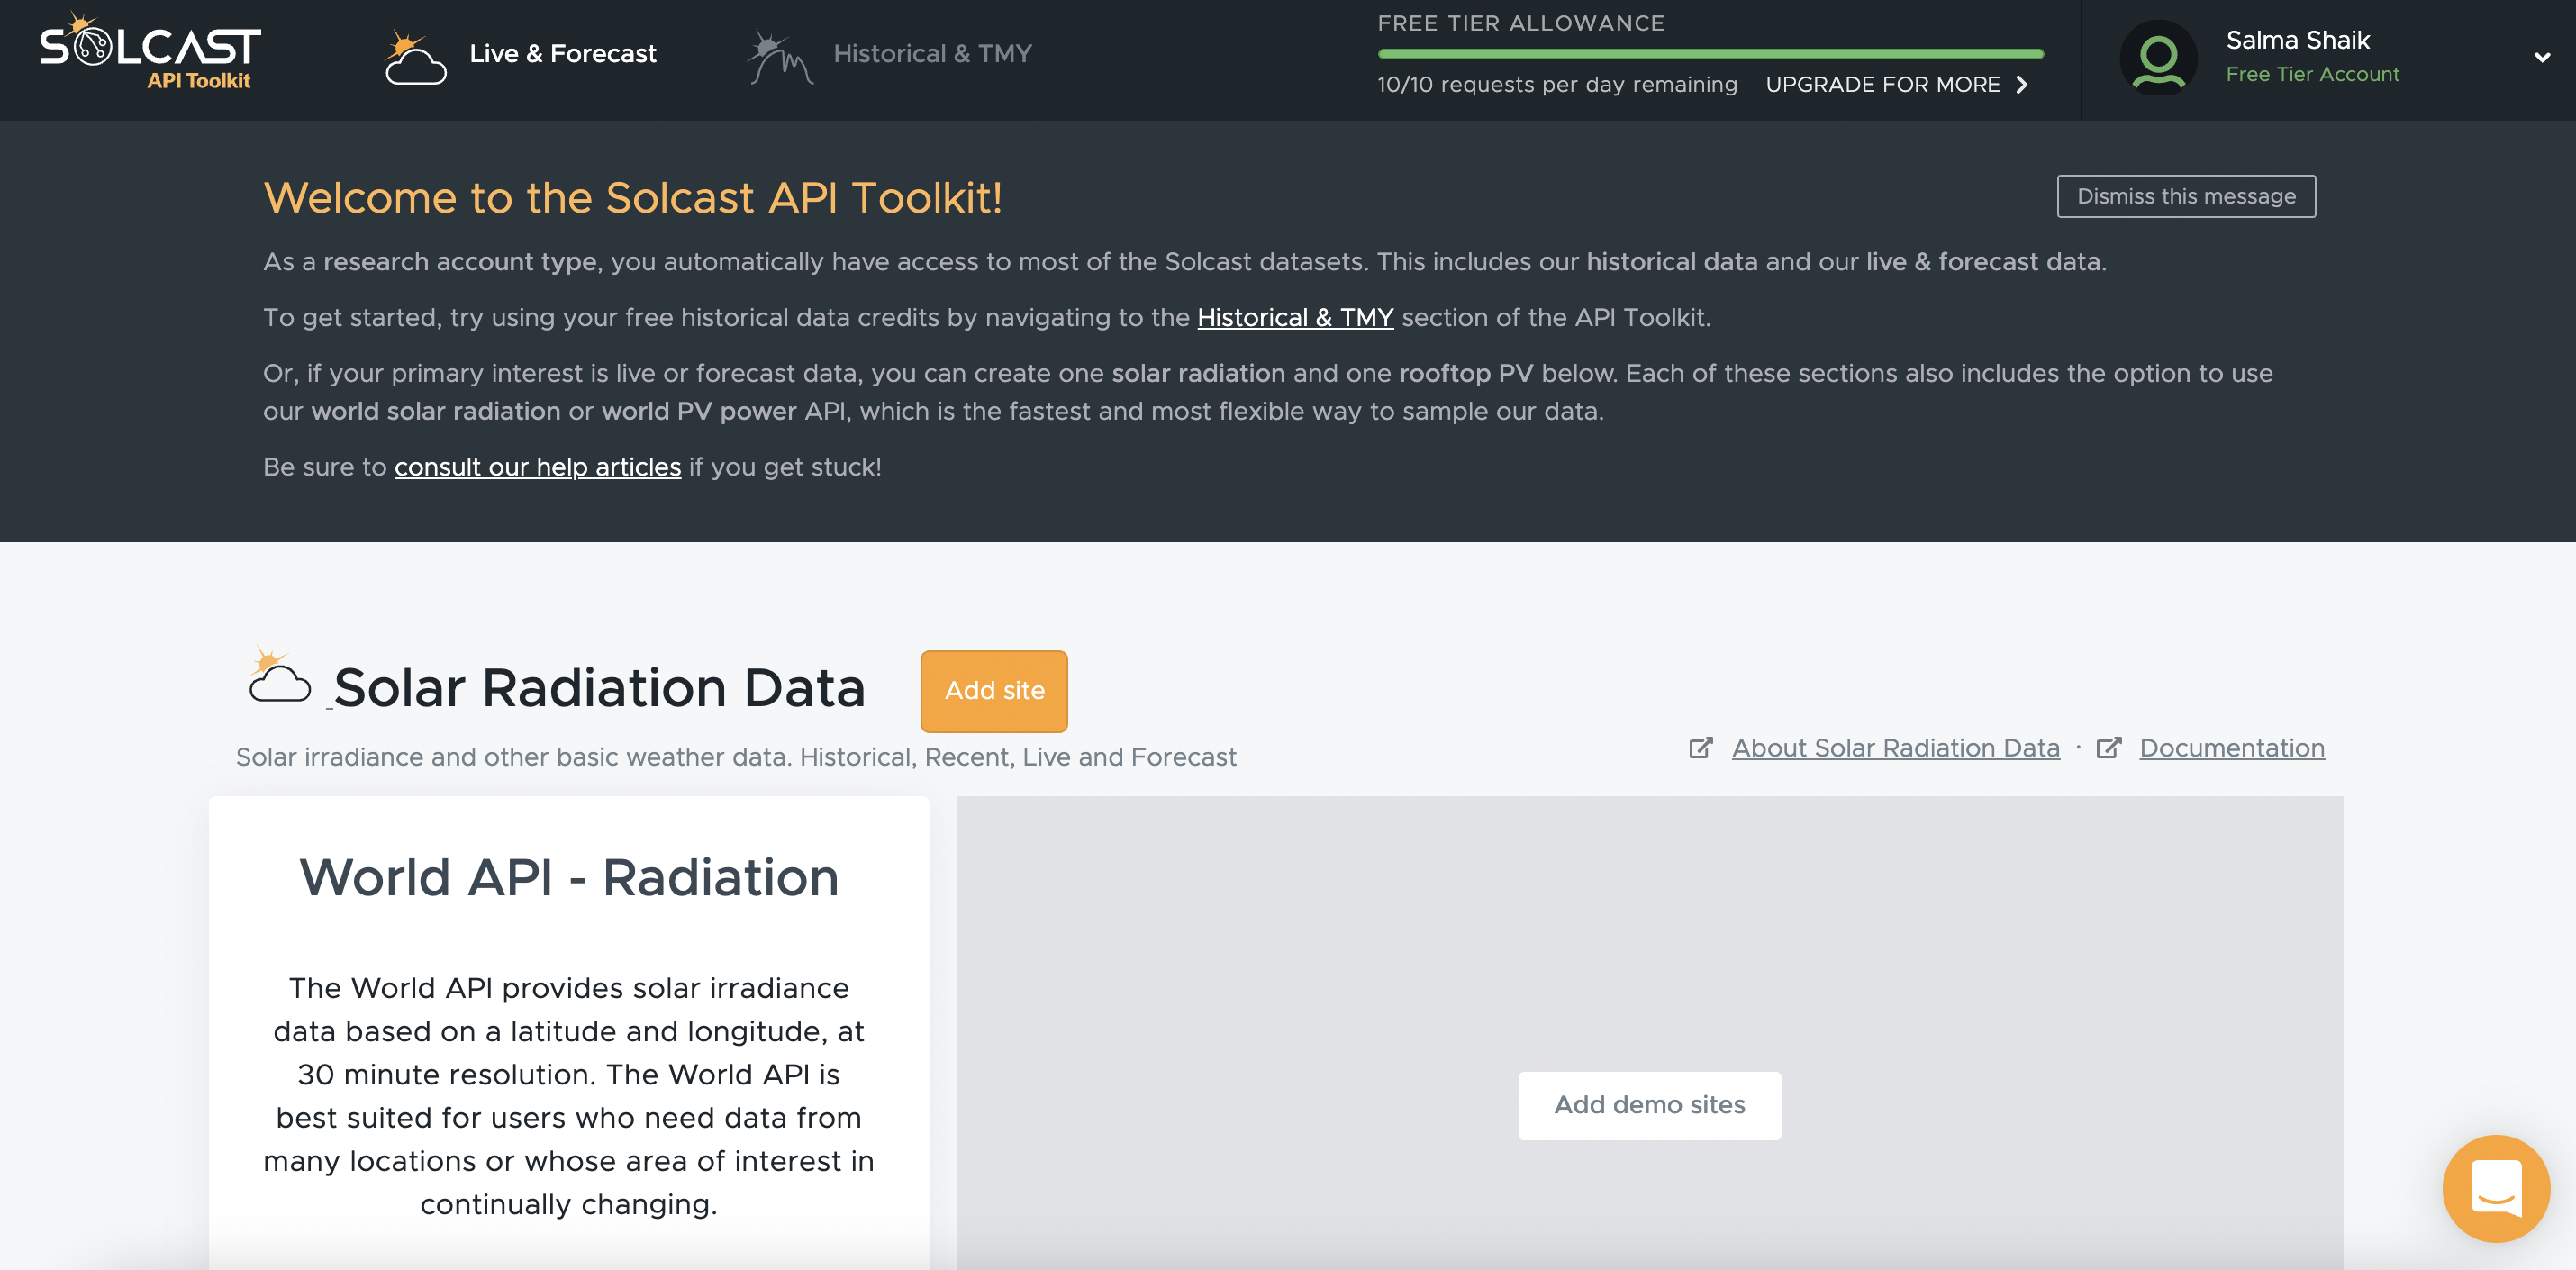 SOLCAST
API Toolkit
Live & Forecast
Historical & TMY
FREE TIER ALLOWANCE
10/10 requests per day remaining
UPGRADE FOR MORE
Salma Shaik
Free Tier Account
Welcome to the Solcast API Toolkit!
Dismiss this message
As a research account type, you automatically have access to most of the Solcast datasets. This includes our historical data and our live & forecast data.
To get started, try using your free historical data credits by navigating to the Historical & TMY section of the API Toolkit.
Or, if your primary interest is live or forecast data, you can create one solar radiation and one rooftop PV below. Each of these sections also includes the option to use
our world solar radiation or world PV power API, which is the fastest and most flexible way to sample our data.
Be sure to consult our help articles if you get stuck!
Solar Radiation Data
Add site
Solar irradiance and other basic weather data. Historical, Recent, Live and Forecast
About Solar Radiation Data · Documentation
World API - Radiation
The World API provides solar irradiance
data based on a latitude and longitude, at
30 minute resolution. The World API is
best suited for users who need data from
many locations or whose area of interest in
continually changing.
Add demo sites